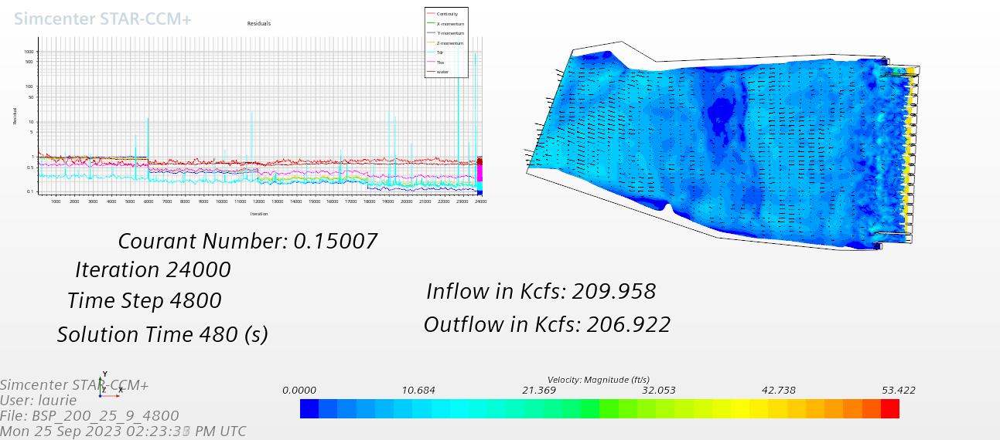 Simcenter STAR-CCM+
Residuals
Continuity
X-momentum
Y-momentum
Z-momentum
Tdr
Tke
water
Residual
1000
500
100
50
10
5
1
0.5
0.1
1000 2000 3000 4000 5000 6000 7000 8000 9000 10000 11000 12000 13000 14000 15000 16000 17000 18000 19000 20000 21000 22000 23000 24000
Iteration
Courant Number: 0.15007
Iteration 24000
Time Step 4800
Solution Time 480 (s)
Inflow in Kcfs: 209.958
Outflow in Kcfs: 206.922
Velocity: Magnitude (ft/s)
0.0000 10.684 21.369 32.053 42.738 53.422
Y
Z X
Simcenter STAR-CCM+
User: laurie
File: BSP_200_25_9_4800
Mon 25 Sep 2023 PM UTC